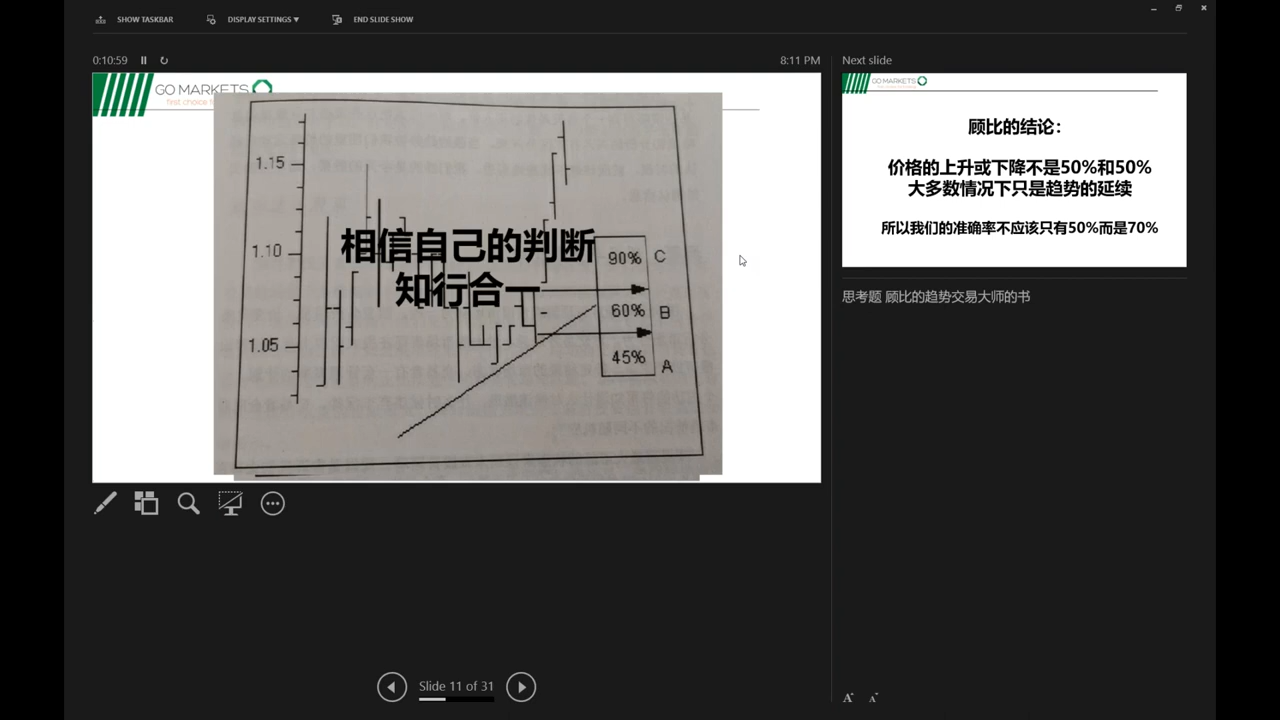 SHOW TASKBAR
DISPLAY SETTINGS ▼
END SLIDE SHOW
0:10:59
8:11 PM
GO MARKETS
1.15
1.10
1.05
相信自己的判断
知行合一
90% C
60% B
45% A
Slide 11 of 31
Next slide
GO MARKETS
顾比的结论：
价格的上升或下降不是50%和50%
大多数情况下只是趋势的延续
所以我们的准确率不应该只有50%而是70%
思考题 顾比的趋势交易大师的书